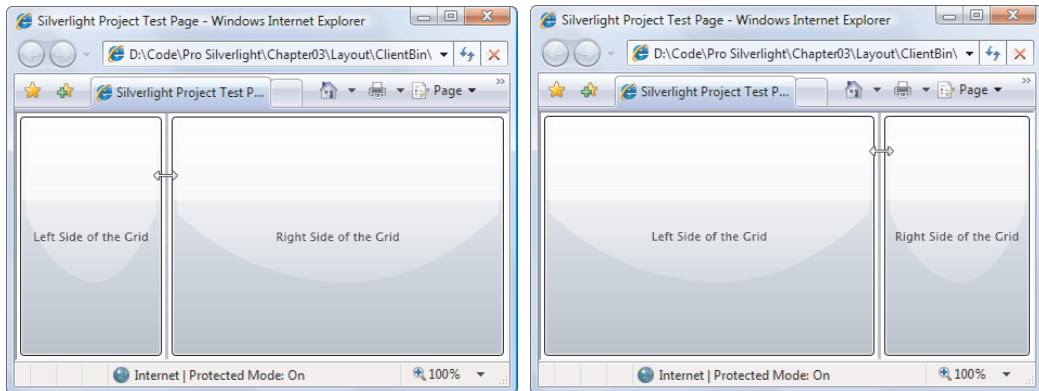 Silverlight Project Test Page - Windows Internet Explorer
D:\Code\Pro Silverlight\Chapter03\Layout\ClientBin\
Silverlight Project Test P...
Page
Left Side of the Grid
Right Side of the Grid
Internet | Protected Mode: On
100%
Silverlight Project Test Page - Windows Internet Explorer
D:\Code\Pro Silverlight\Chapter03\Layout\ClientBin\
Silverlight Project Test P...
Page
Left Side of the Grid
Right Side of the Grid
Internet | Protected Mode: On
100%